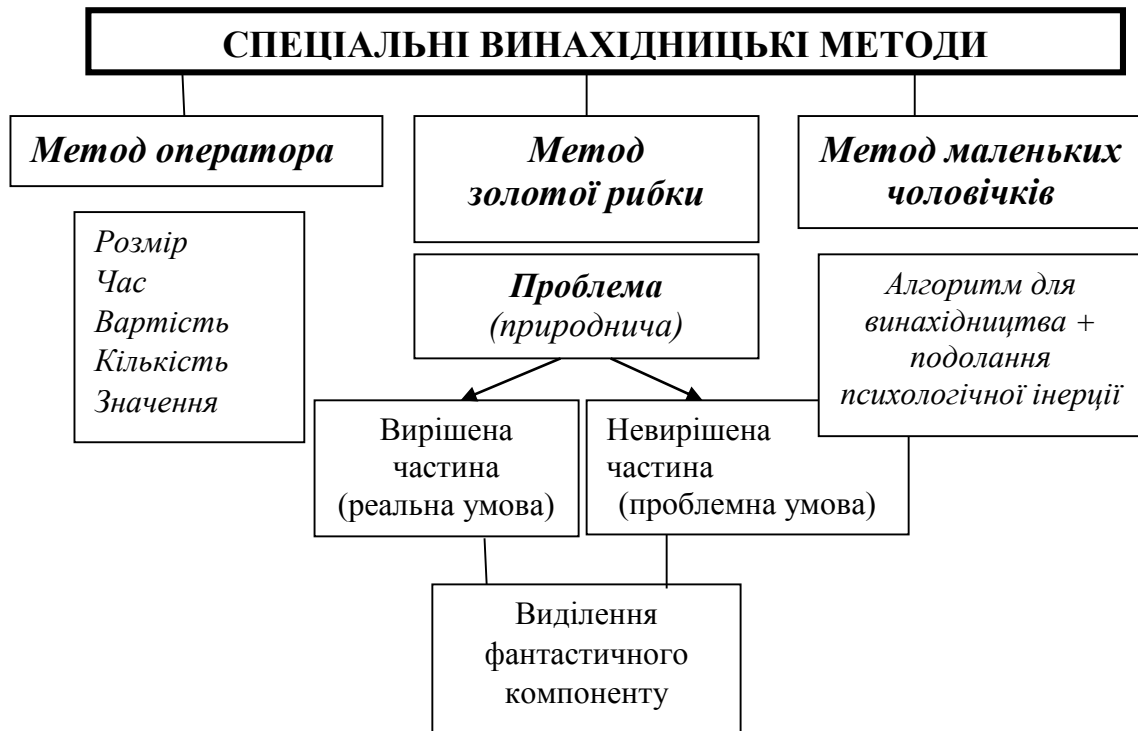 СПЕЦІАЛЬНІ ВИНАХІДНИЦЬКІ МЕТОДИ
Метод оператора
Розмір
Час
Вартість
Кількість
Значення
Метод
золотої рибки
Проблема
(природнича)
Вирішена
частина
(реальна умова)
Невирішена
частина
(проблемна умова)
Виділення
фантастичного
компоненту
Метод маленьких
чоловічків
Алгоритм для
винахідництва +
подолання
психологічної інерції